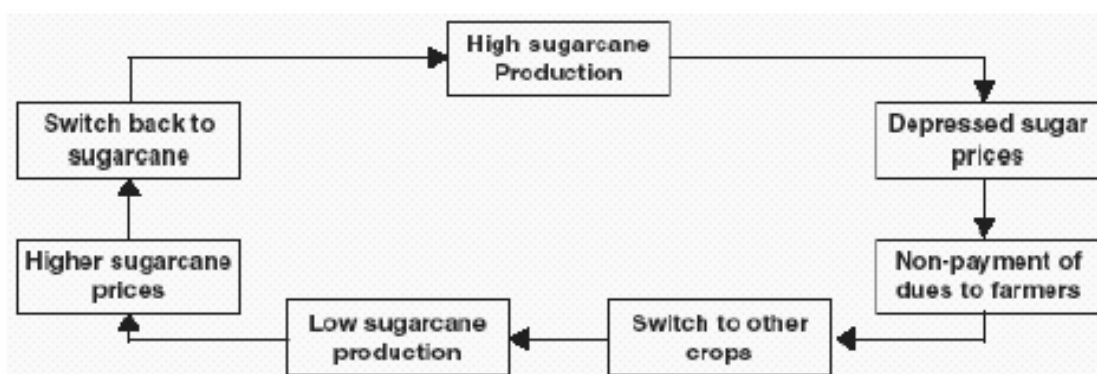 High sugarcane
Production
Switch back to
sugarcane
Depressed sugar
prices
Higher sugarcane
prices
Non-payment of
dues to farmers
Low sugarcane
production
Switch to other
crops